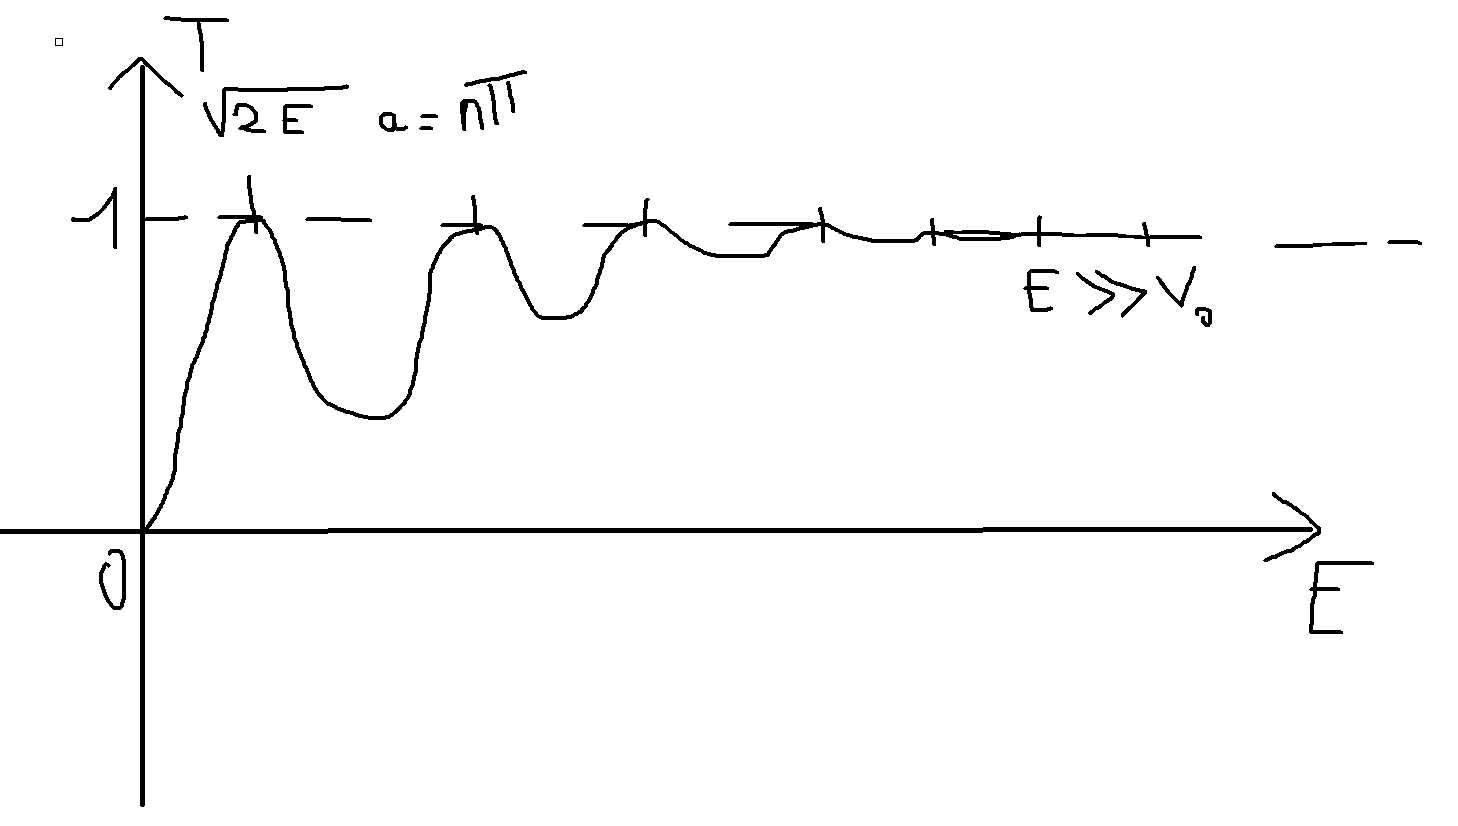 T
√2E a = nπ
1
E >> V₀
0
E